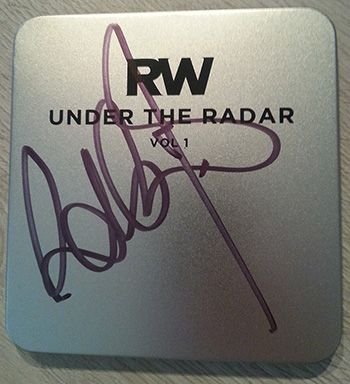 RW
UNDER THE RADAR
VOL 1